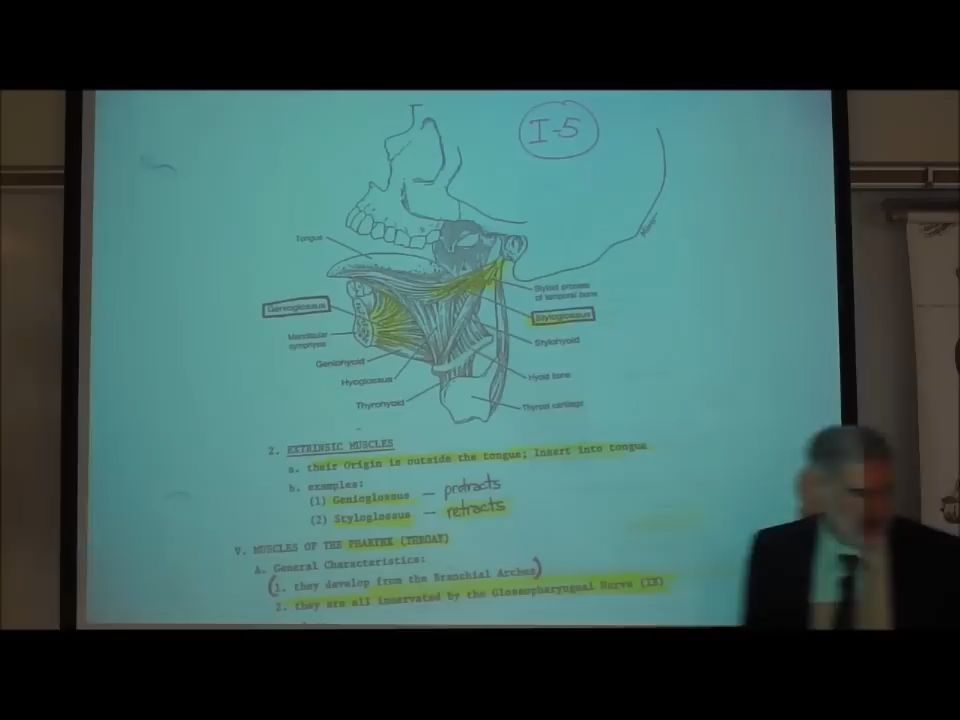 I-5
Tongue
Styloid process
of temporal bone
Genioglossus
Styloglossus
Mandibular
symphysis
Stylohyoid
Geniohyoid
Hyoglossus
Hyoid bone
Thyrohyoid
Thyroid cartilage
2. EXTRINSIC MUSCLES
a. their Origin is outside the tongue; insert into tongue
b. examples:
(1) Genioglossus — protracts
(2) Styloglossus — retracts
V. MUSCLES OF THE PHARYNX (THROAT)
A. General Characteristics:
(1. they develop from the Branchial Arches)
2. they are all innervated by the Glossopharyngeal Nerve (IX)